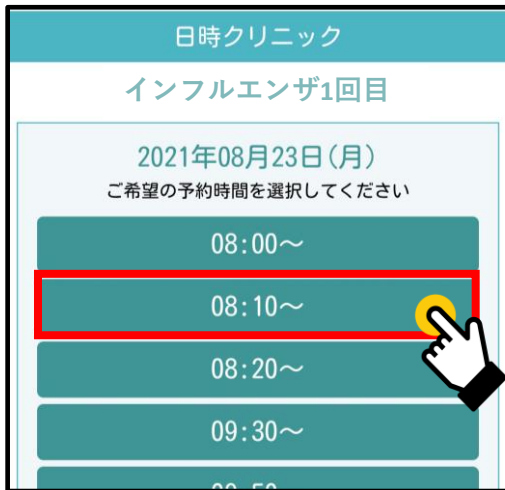 日時クリニック
インフルエンザ1回目
2021年08月23日(月)
ご希望の予約時間を選択してください
08:00～
08:10～
08:20～
09:30～